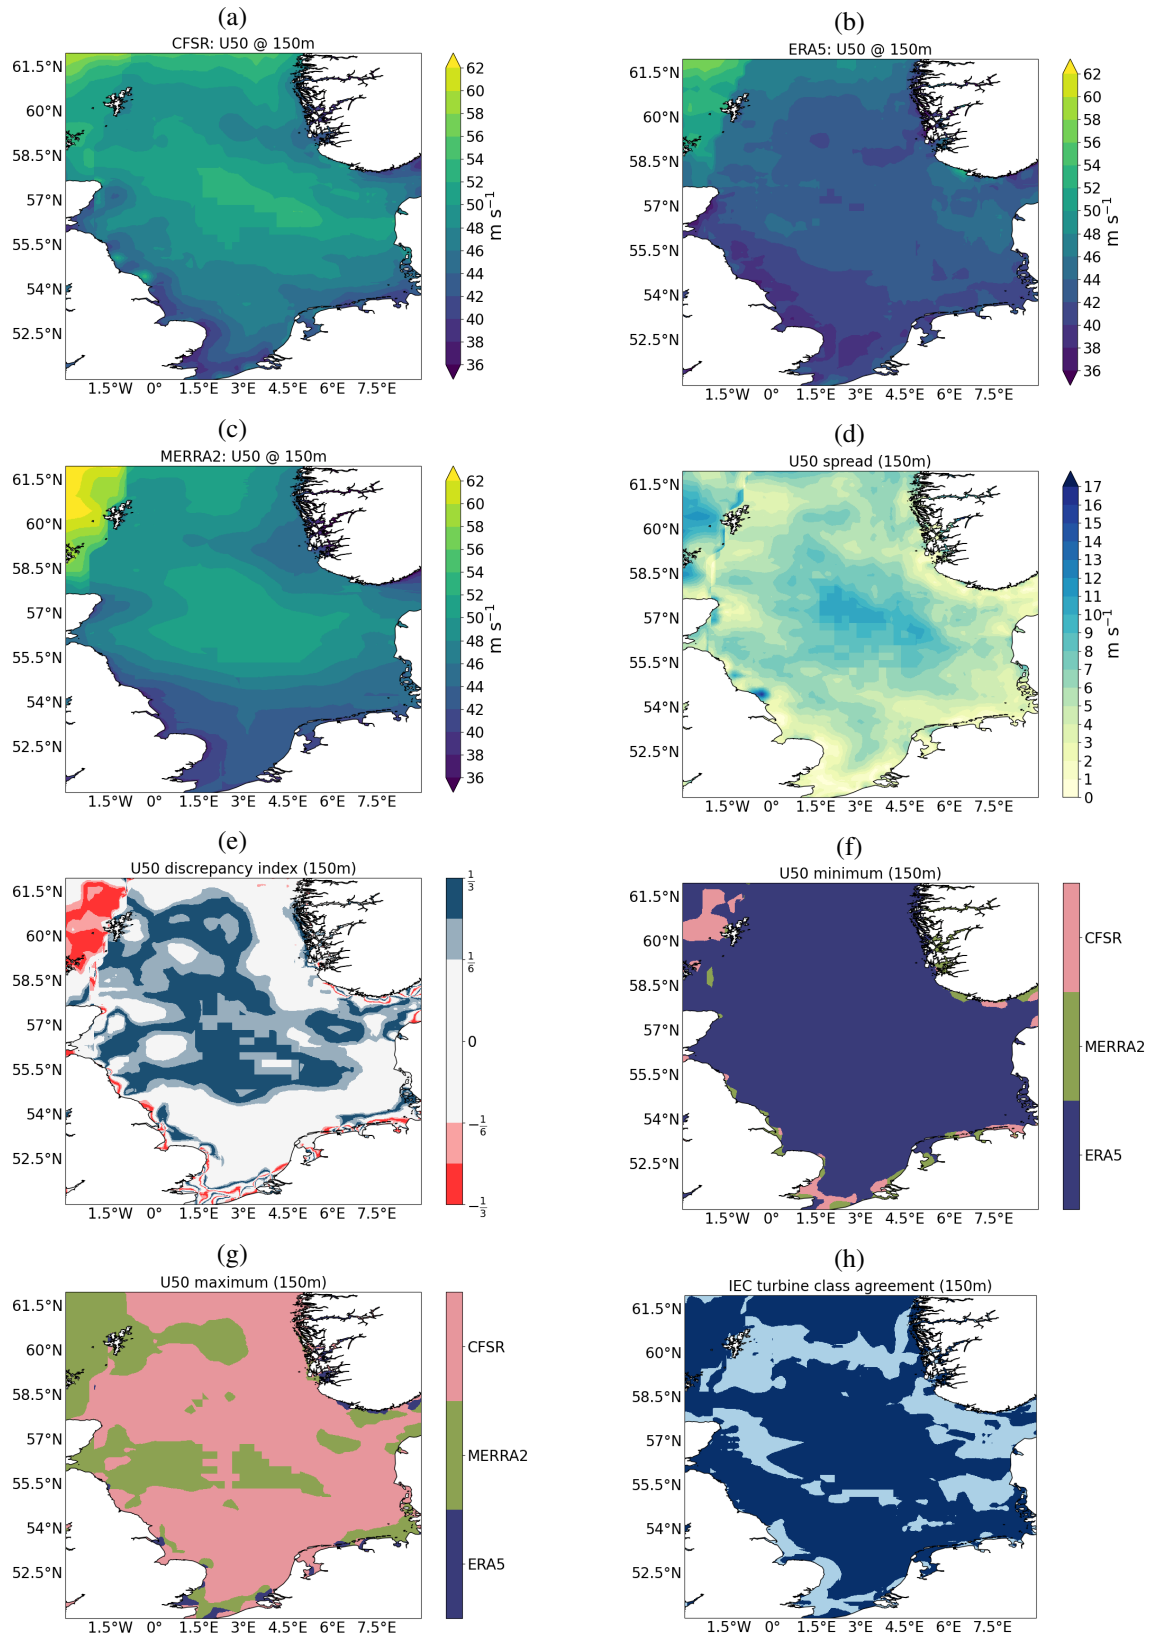 (a)
CFSR: U50 @ 150m
61.5°N
60°N
58.5°N
57°N
55.5°N
54°N
52.5°N
1.5°W 0° 1.5°E 3°E 4.5°E 6°E 7.5°E
62
60
58
56
54
52
50
48
46
44
42
40
38
36
m s⁻¹
(b)
ERA5: U50 @ 150m
61.5°N
60°N
58.5°N
57°N
55.5°N
54°N
52.5°N
1.5°W 0° 1.5°E 3°E 4.5°E 6°E 7.5°E
62
60
58
56
54
52
50
48
46
44
42
40
38
36
m s⁻¹
(c)
MERRA2: U50 @ 150m
61.5°N
60°N
58.5°N
57°N
55.5°N
54°N
52.5°N
1.5°W 0° 1.5°E 3°E 4.5°E 6°E 7.5°E
62
60
58
56
54
52
50
48
46
44
42
40
38
36
m s⁻¹
(d)
U50 spread (150m)
61.5°N
60°N
58.5°N
57°N
55.5°N
54°N
52.5°N
1.5°W 0° 1.5°E 3°E 4.5°E 6°E 7.5°E
17
16
15
14
13
12
11
10
9
8
7
6
5
4
3
2
1
0
m s⁻¹
(e)
U50 discrepancy index (150m)
61.5°N
60°N
58.5°N
57°N
55.5°N
54°N
52.5°N
1.5°W 0° 1.5°E 3°E 4.5°E 6°E 7.5°E
1/3
1/6
0
−1/6
−1/3
(f)
U50 minimum (150m)
61.5°N
60°N
58.5°N
57°N
55.5°N
54°N
52.5°N
1.5°W 0° 1.5°E 3°E 4.5°E 6°E 7.5°E
CFSR
MERRA2
ERA5
(g)
U50 maximum (150m)
61.5°N
60°N
58.5°N
57°N
55.5°N
54°N
52.5°N
1.5°W 0° 1.5°E 3°E 4.5°E 6°E 7.5°E
CFSR
MERRA2
ERA5
(h)
IEC turbine class agreement (150m)
61.5°N
60°N
58.5°N
57°N
55.5°N
54°N
52.5°N
1.5°W 0° 1.5°E 3°E 4.5°E 6°E 7.5°E